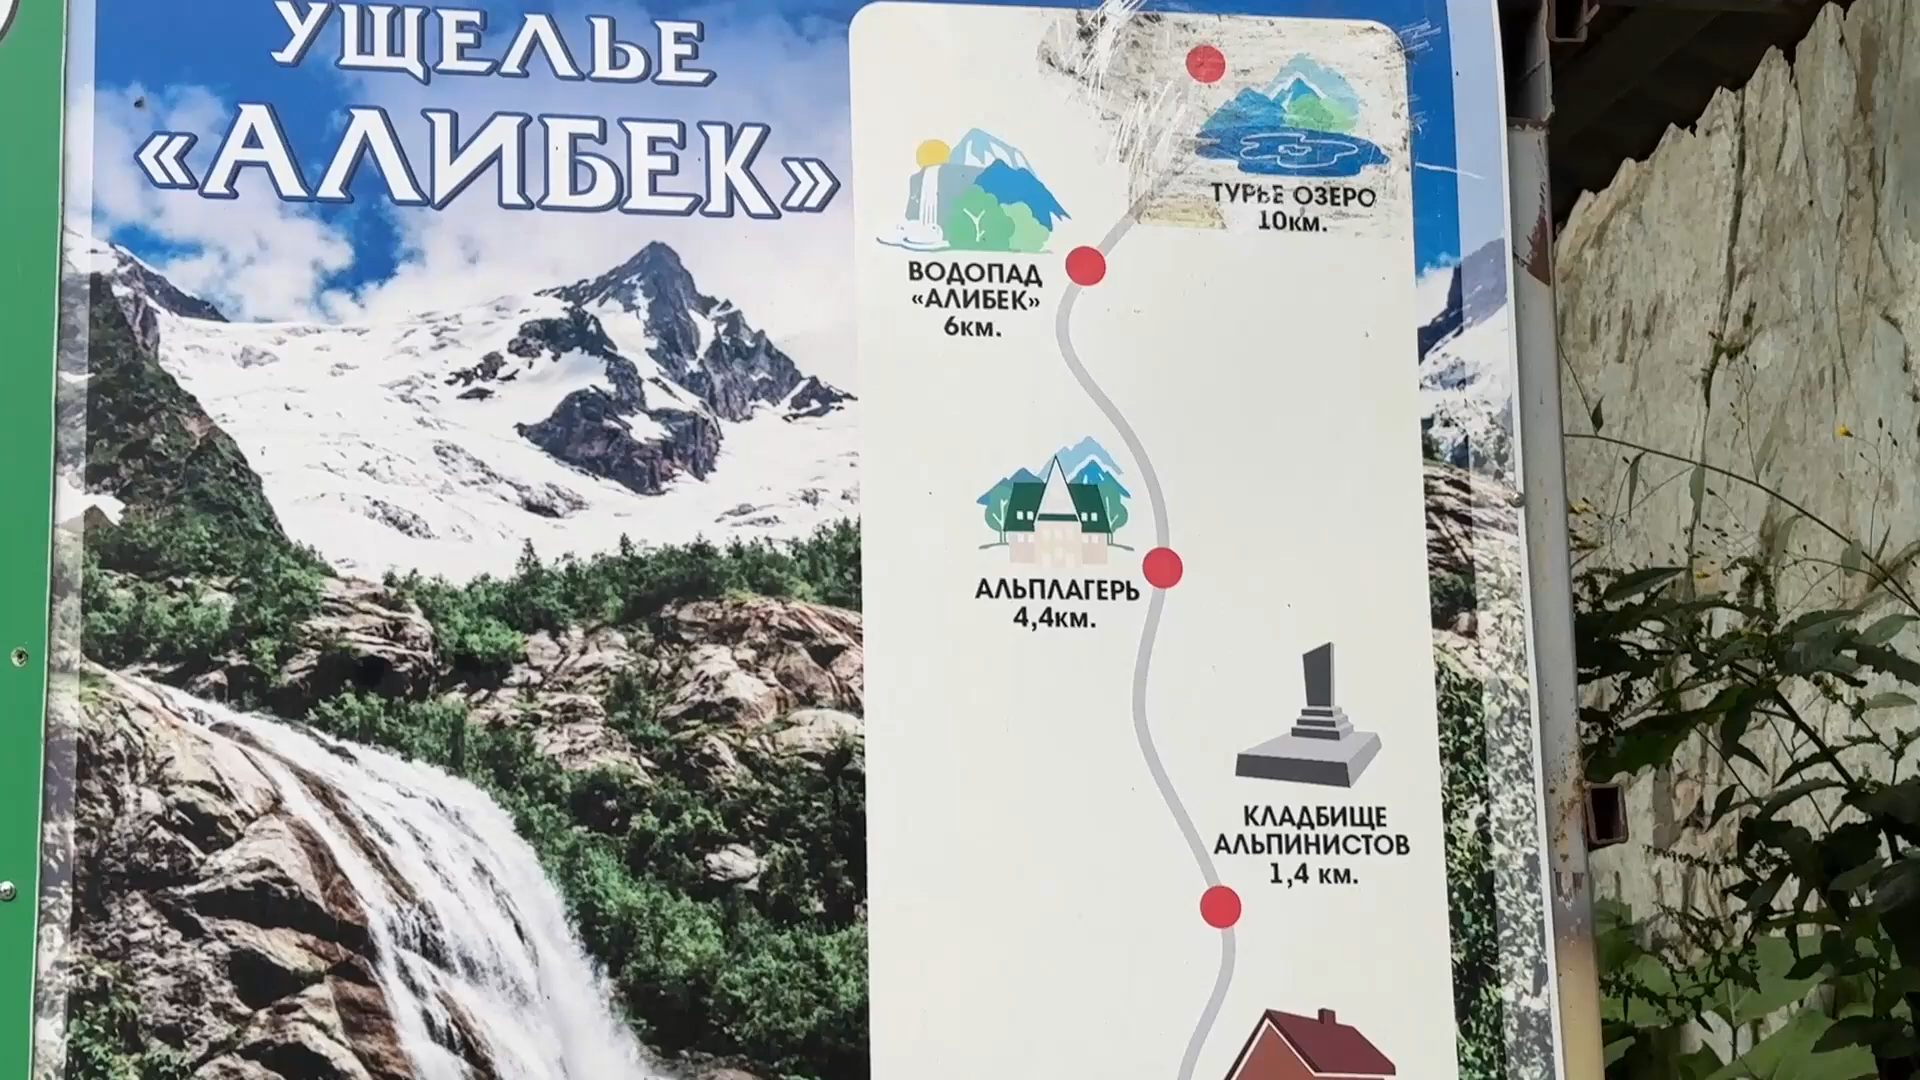 УЩЕЛЬЕ
«АЛИБЕК»
ТУРЬЕ ОЗЕРО
10км.
ВОДОПАД
«АЛИБЕК»
6км.
АЛЬПЛАГЕРЬ
4,4км.
КЛАДБИЩЕ
АЛЬПИНИСТОВ
1,4 км.